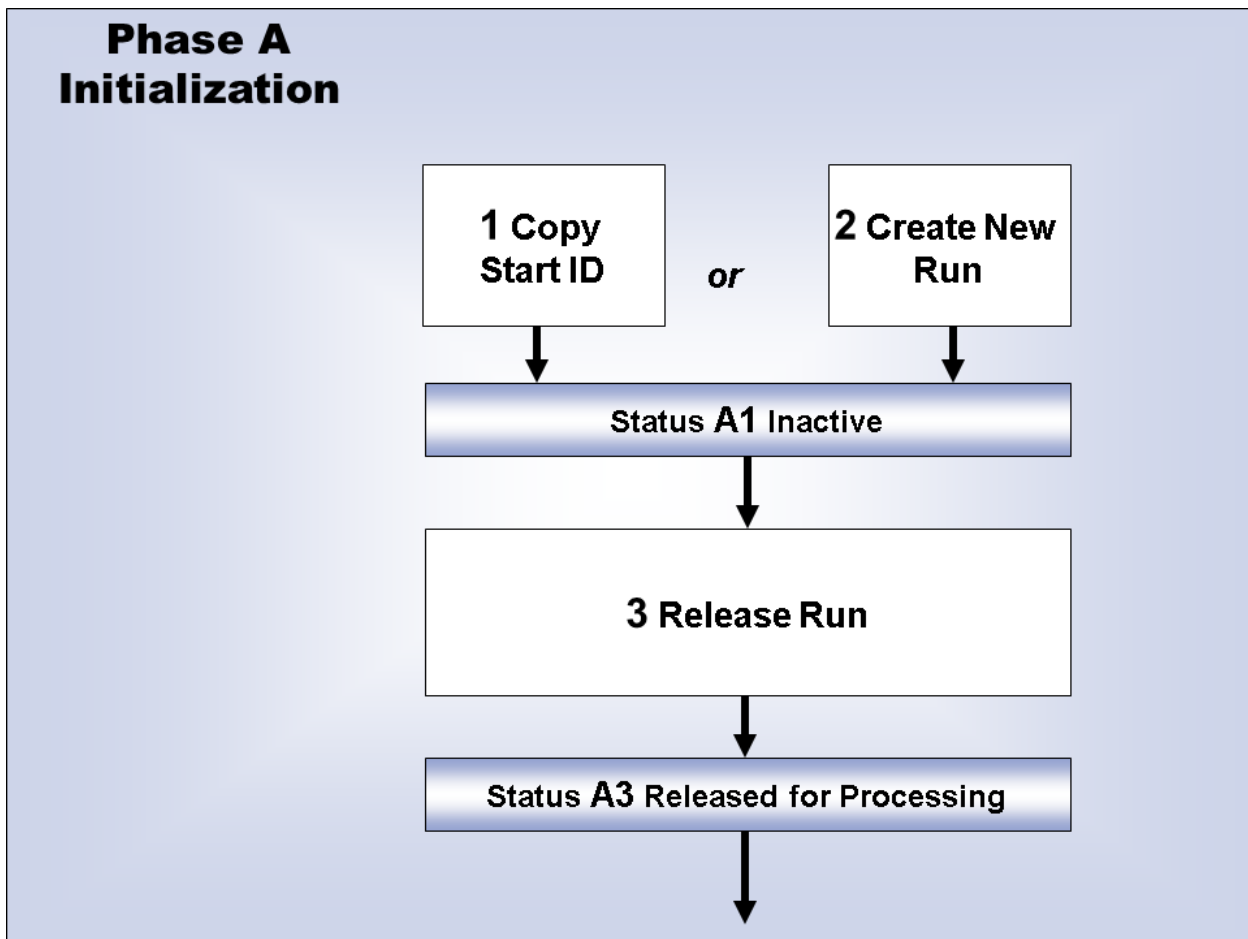 Phase A
Initialization
1 Copy
Start ID
or
2 Create New
Run
Status A1 Inactive
3 Release Run
Status A3 Released for Processing